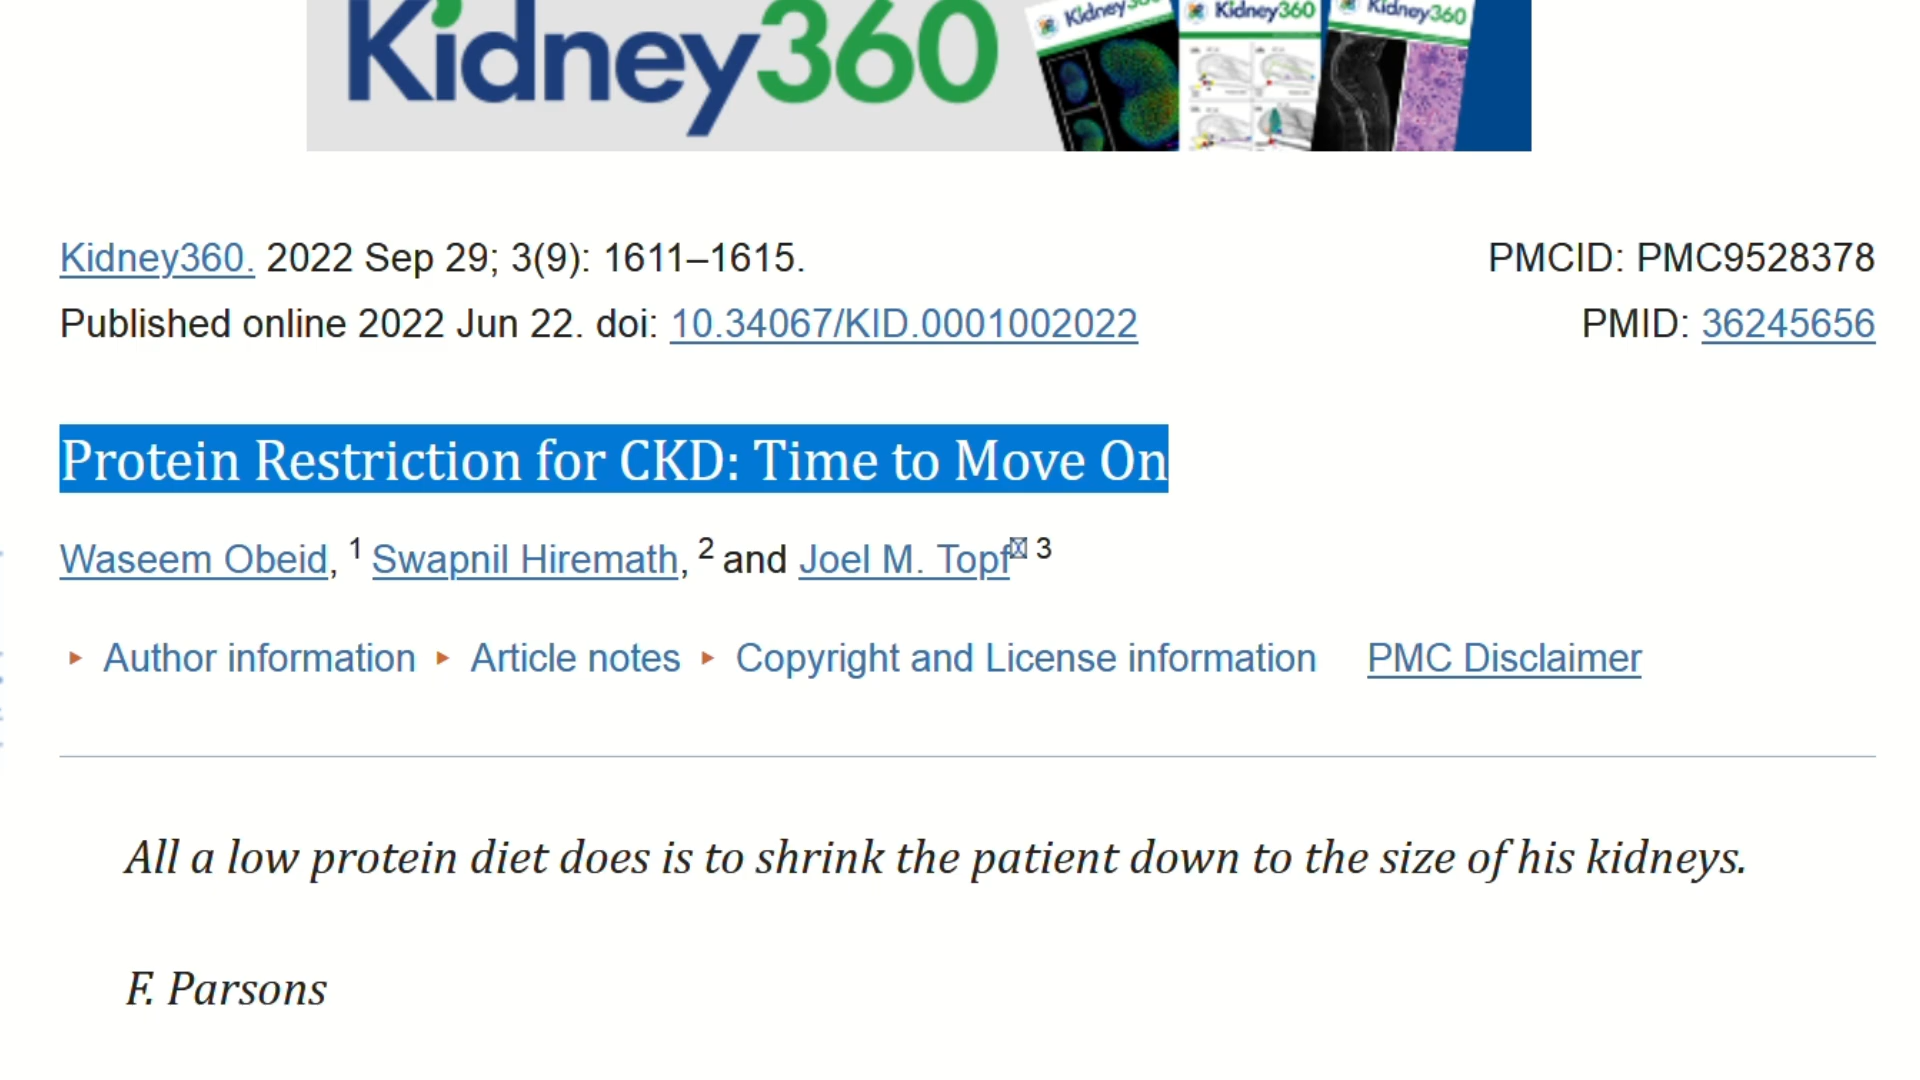 Kidney360
Kidney360
Kidney360
Kidney360
Kidney360. 2022 Sep 29; 3(9): 1611–1615.
PMCID: PMC9528378
Published online 2022 Jun 22. doi: 10.34067/KID.0001002022
PMID: 36245656
Protein Restriction for CKD: Time to Move On
Waseem Obeid, 1 Swapnil Hiremath, 2 and Joel M. Topf 3
Author information Article notes Copyright and License information PMC Disclaimer
All a low protein diet does is to shrink the patient down to the size of his kidneys.
F. Parsons